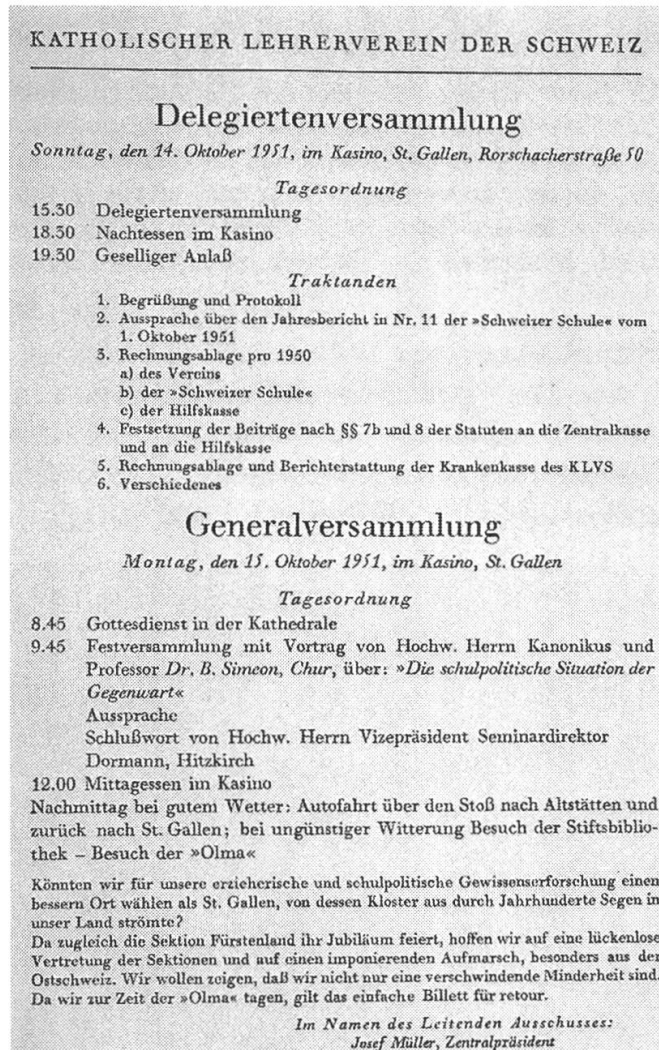 KATHOLISCHER LEHRERVEREIN DER SCHWEIZ
Delegiertenversammlung
Sonntag, den 14. Oktober 1951, im Kasino, St. Gallen, Rorschacherstraße 50
Tagesordnung
15.30 Delegiertenversammlung
18.30 Nachtessen im Kasino
19.30 Geselliger Anlaß
Traktanden
1. Begrüßung und Protokoll
2. Aussprache über den Jahresbericht in Nr. 11 der »Schweizer Schule« vom
1. Oktober 1951
3. Rechnungsablage pro 1950
a) des Vereins
b) der »Schweizer Schule«
c) der Hilfskasse
4. Festsetzung der Beiträge nach §§ 7b und 8 der Statuten an die Zentralkasse
und an die Hilfskasse
5. Rechnungsablage und Berichterstattung der Krankenkasse des KLVS
6. Verschiedenes
Generalversammlung
Montag, den 15. Oktober 1951, im Kasino, St. Gallen
Tagesordnung
8.45 Gottesdienst in der Kathedrale
9.45 Festversammlung mit Vortrag von Hochw. Herrn Kanonikus und
Professor Dr. B. Simeon, Chur, über: »Die schulpolitische Situation der
Gegenwart«
Aussprache
Schlußwort von Hochw. Herrn Vizepräsident Seminardirektor
Dormann, Hitzkirch
12.00 Mittagessen im Kasino
Nachmittag bei gutem Wetter: Autofahrt über den Stoß nach Altstätten und
zurück nach St. Gallen; bei ungünstiger Witterung Besuch der Stiftsbiblio-
thek – Besuch der »Olma«
Könnten wir für unsere erzieherische und schulpolitische Gewissenserforschung einen
bessern Ort wählen als St. Gallen, von dessen Kloster aus durch Jahrhunderte Segen in
unser Land strömte?
Da zugleich die Sektion Fürstenland ihr Jubiläum feiert, hoffen wir auf eine lückenlose
Vertretung der Sektionen und auf einen imponierenden Aufmarsch, besonders aus der
Ostschweiz. Wir wollen zeigen, daß wir nicht nur eine verschwindende Minderheit sind.
Da wir zur Zeit der »Olma« tagen, gilt das einfache Billett für retour.
Im Namen des Leitenden Ausschusses:
Josef Müller, Zentralpräsident